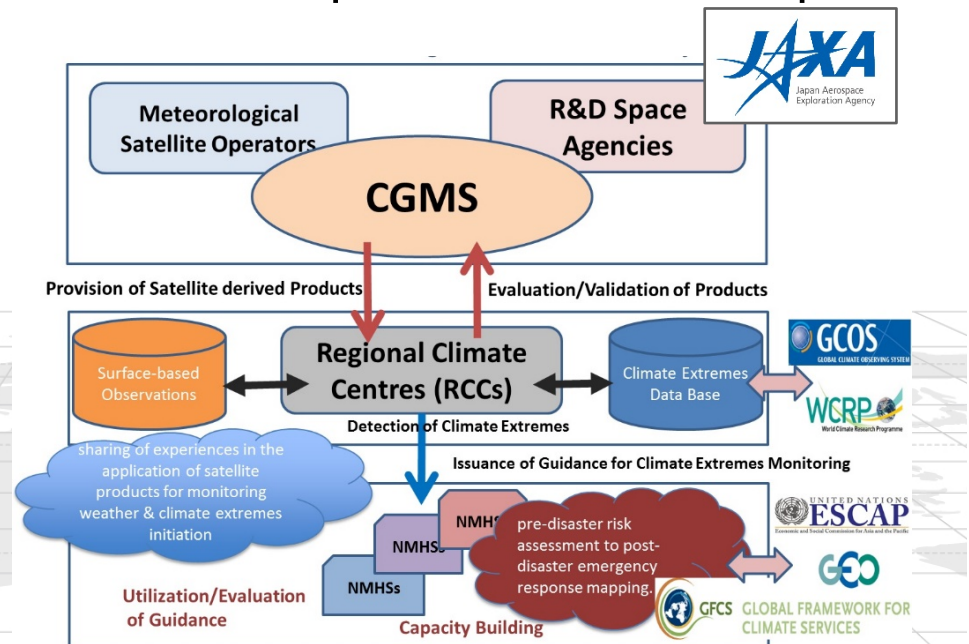 JAXA
Japan Aerospace
Exploration Agency
Meteorological
Satellite Operators
R&D Space
Agencies
CGMS
Provision of Satellite derived Products
Evaluation/Validation of Products
Surface-based
Observations
Regional Climate
Centres (RCCs)
Climate Extremes
Data Base
GCOS
GLOBAL CLIMATE OBSERVING SYSTEM
WCRP
World Climate Research Programme
Detection of Climate Extremes
Issuance of Guidance for Climate Extremes Monitoring
sharing of experiences in the
application of satellite
products for monitoring
weather & climate extremes
initiation
NMHSs
NMHSs
NMHS
pre-disaster risk
assessment to post-
disaster emergency
response mapping.
UNITED NATIONS
ESCAP
Economic and Social Commission for Asia and the Pacific
GEO
GFCS
GLOBAL FRAMEWORK FOR
CLIMATE SERVICES
Utilization/Evaluation
of Guidance
Capacity Building